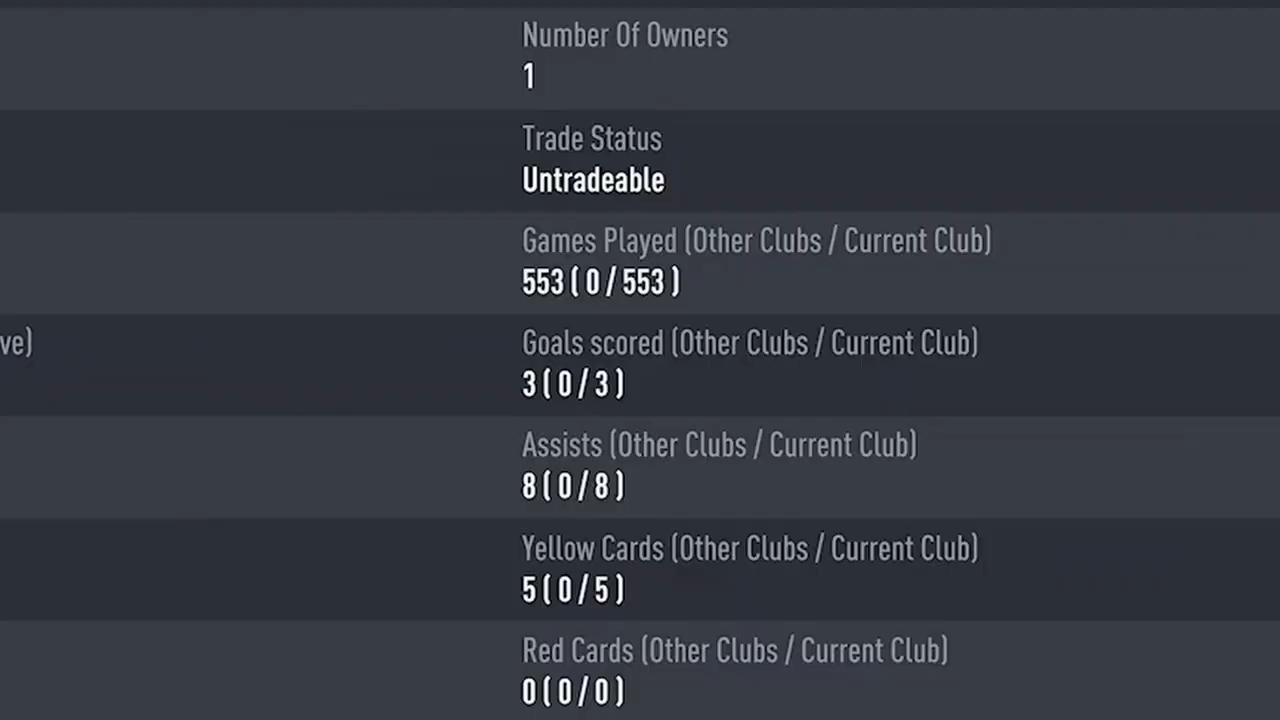 Number Of Owners
1
Trade Status
Untradeable
Games Played (Other Clubs / Current Club)
553 ( 0 / 553 )
ve)
Goals scored (Other Clubs / Current Club)
3 ( 0 / 3 )
Assists (Other Clubs / Current Club)
8 ( 0 / 8 )
Yellow Cards (Other Clubs / Current Club)
5 ( 0 / 5 )
Red Cards (Other Clubs / Current Club)
0 ( 0 / 0 )